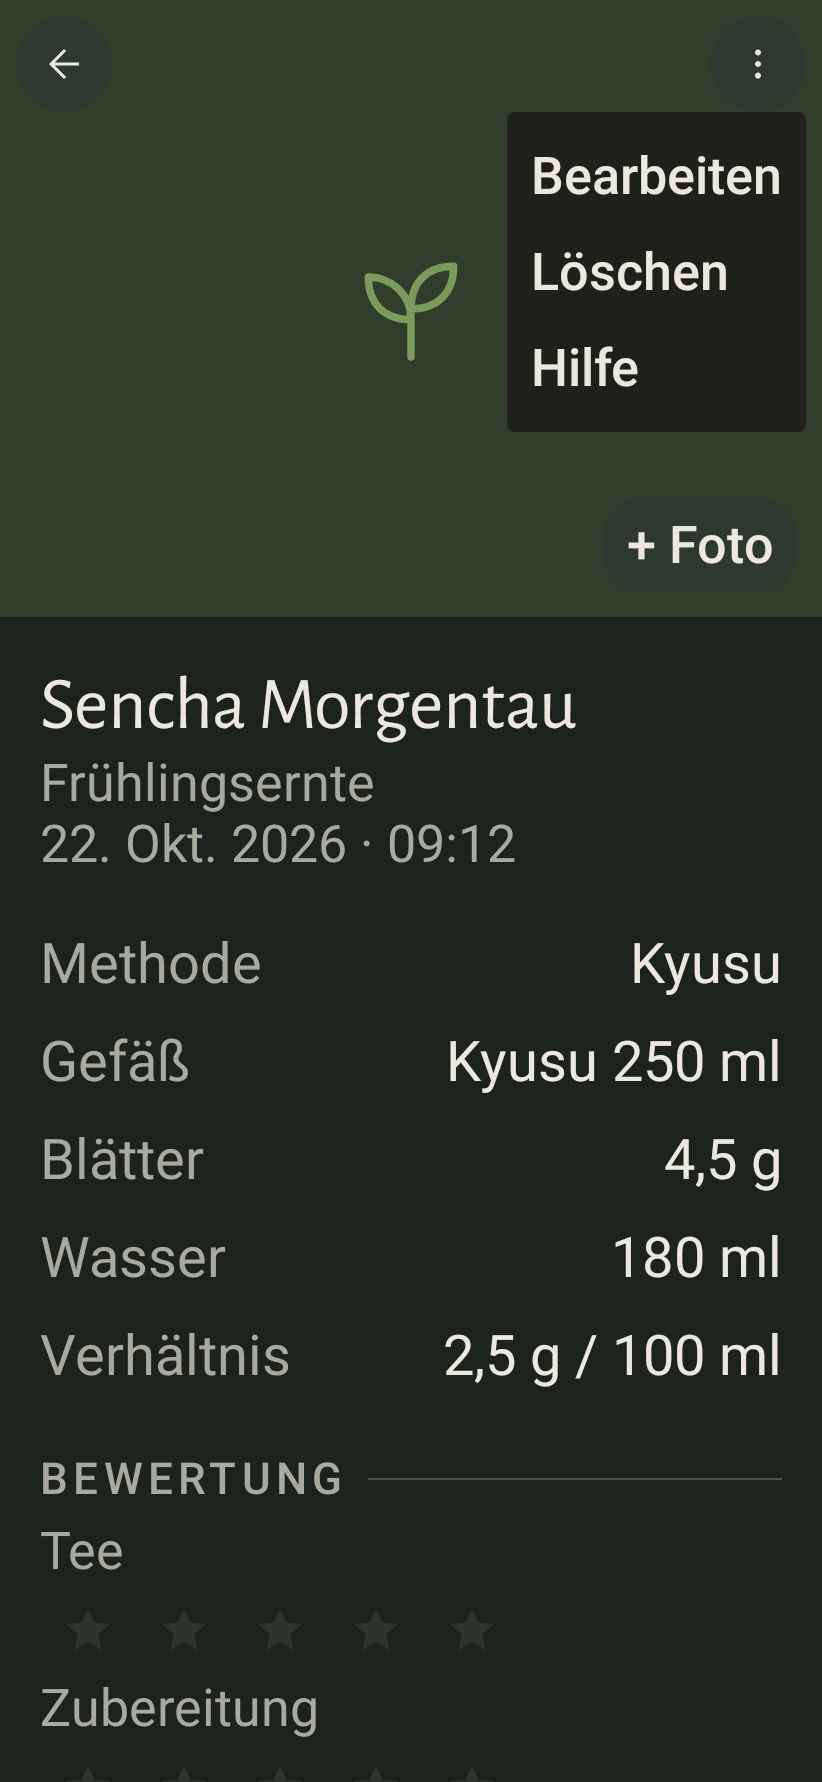 Bearbeiten
Löschen
Hilfe
+ Foto
Sencha Morgentau
Frühlingsernte
22. Okt. 2026 · 09:12
Methode Kyusu
Gefäß Kyusu 250 ml
Blätter 4,5 g
Wasser 180 ml
Verhältnis 2,5 g / 100 ml
BEWERTUNG
Tee
Zubereitung